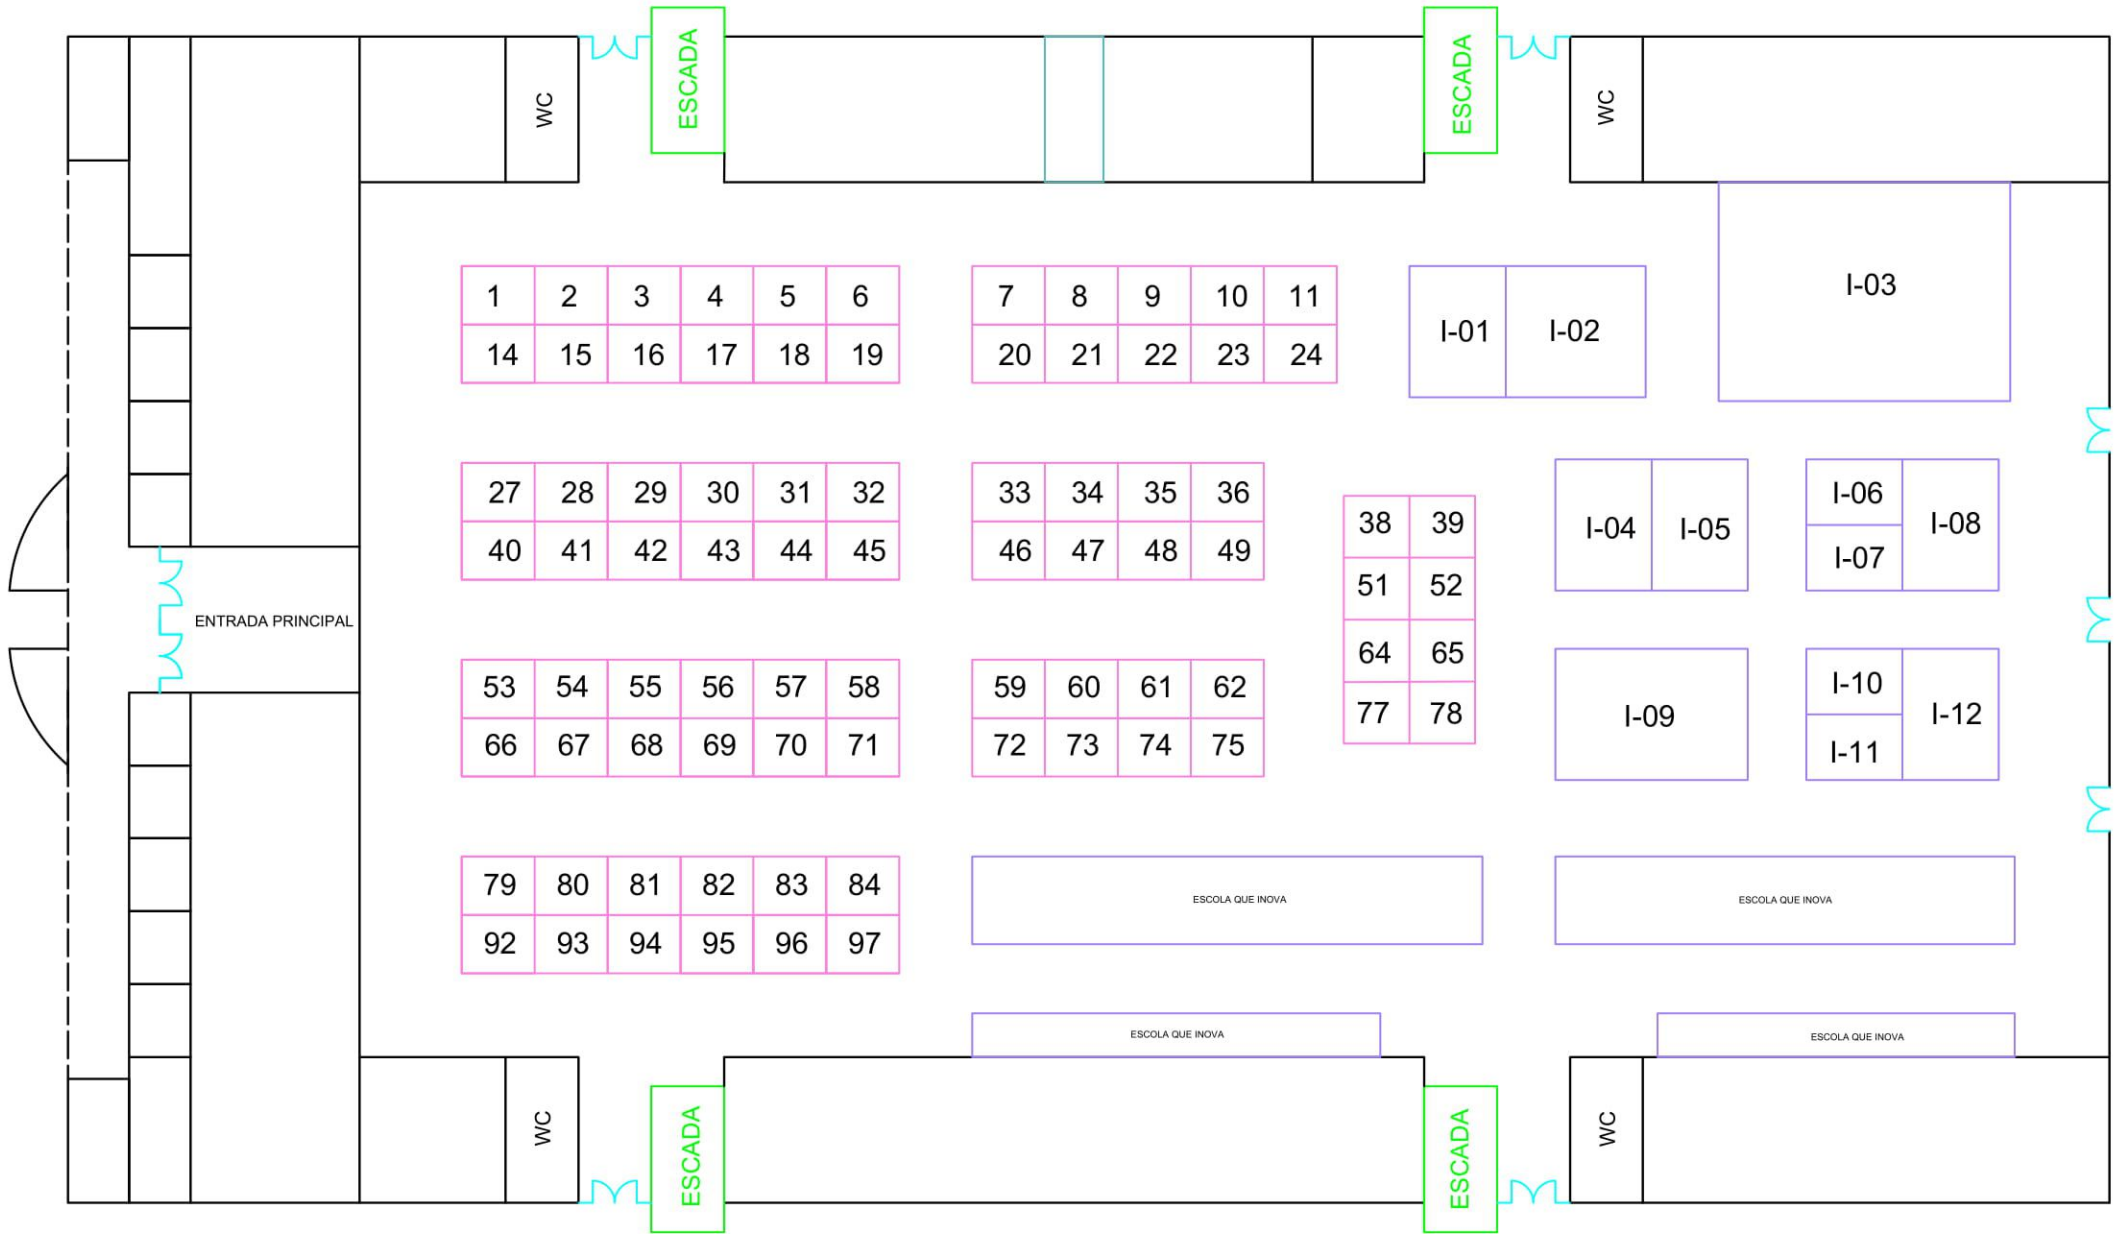 WC
ESCADA
ESCADA
WC
1 2 3 4 5 6
14 15 16 17 18 19
7 8 9 10 11
20 21 22 23 24
I-01 I-02
I-03
27 28 29 30 31 32
40 41 42 43 44 45
33 34 35 36
46 47 48 49
38 39
51 52
64 65
77 78
I-04 I-05
I-06
I-07
I-08
ENTRADA PRINCIPAL
53 54 55 56 57 58
66 67 68 69 70 71
59 60 61 62
72 73 74 75
I-09
I-10
I-11
I-12
79 80 81 82 83 84
92 93 94 95 96 97
ESCOLA QUE INOVA
ESCOLA QUE INOVA
ESCOLA QUE INOVA
ESCOLA QUE INOVA
WC
ESCADA
ESCADA
WC